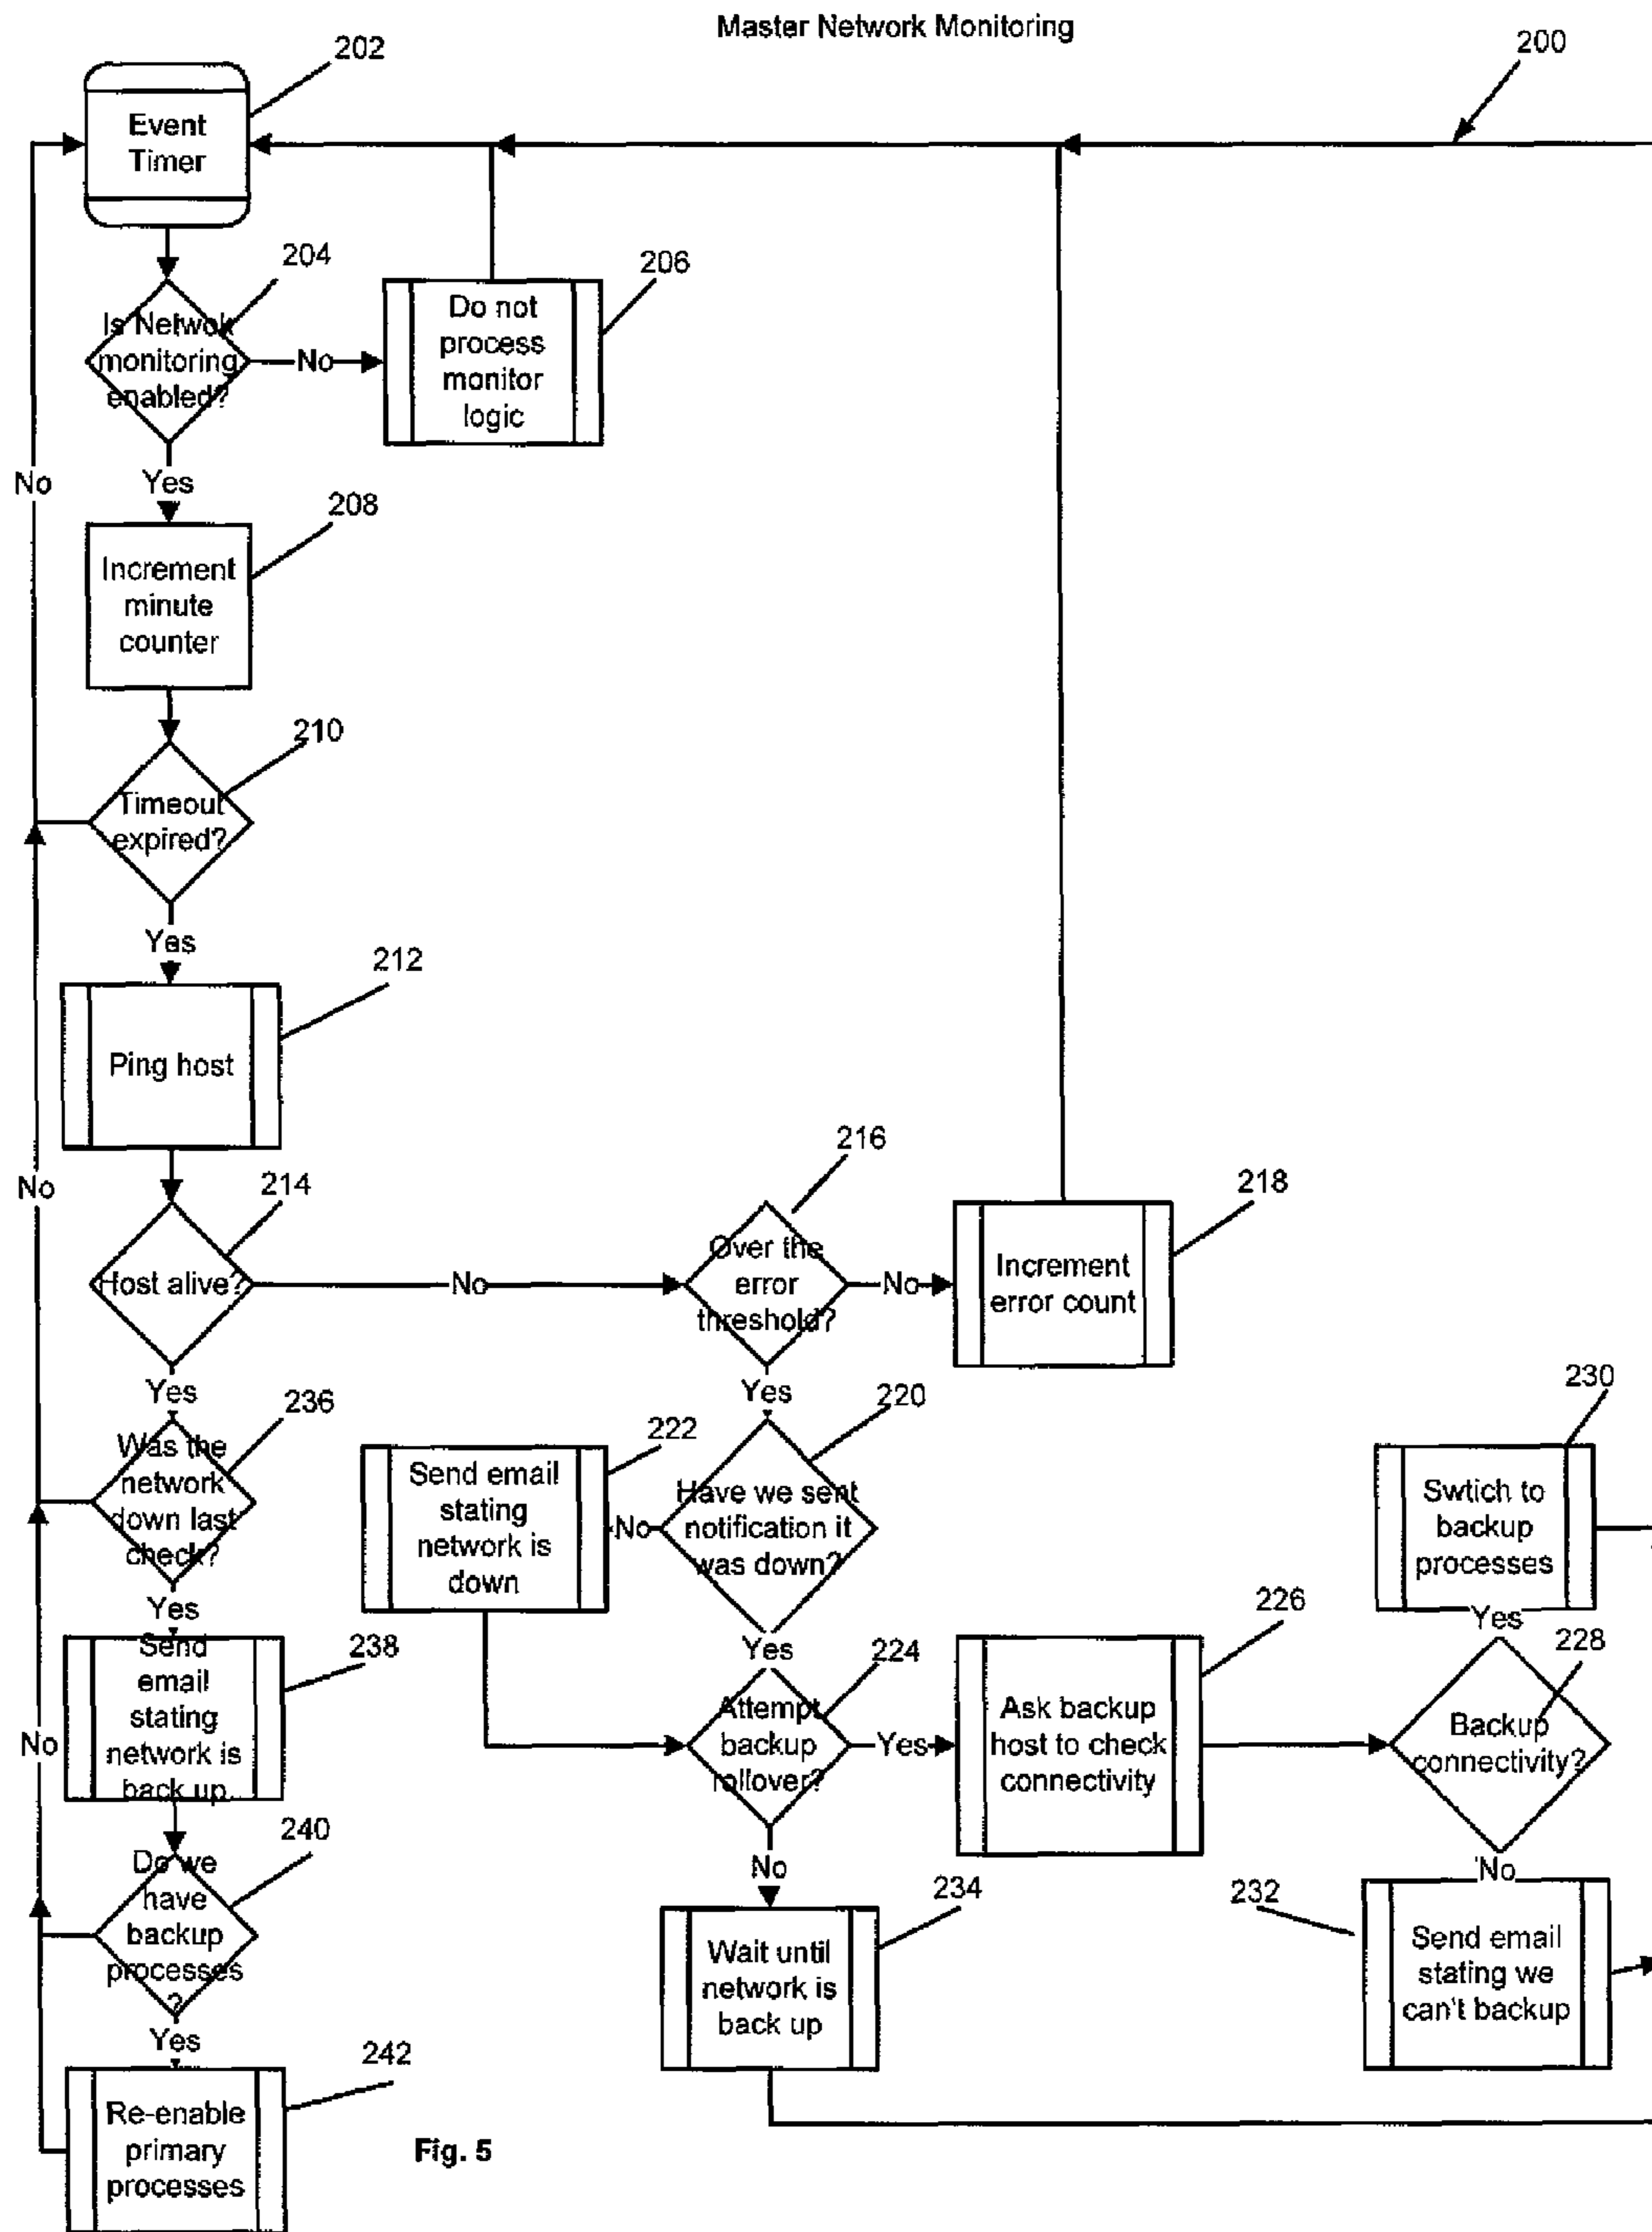 Master Network Monitoring
200
202
Event
Timer
204
Is Netwok
monitoring
enabled?
No
206
Do not
process
monitor
logic
No
Yes
208
Increment
minute
counter
210
Timeout
expired?
Yes
212
Ping host
No
214
Host alive?
No
216
Over the
error
threshold?
No
218
Increment
error count
Yes
236
Was the
network
down last
check?
Yes
220
Have we sent
notification it
was down?
No
222
Send email
stating
network is
down
230
Swtich to
backup
processes
Yes
238
Send
email
stating
network is
back up
No
Yes
224
Attempt
backup
rollover?
Yes
226
Ask backup
host to check
connectivity
Yes
228
Backup
connectivity?
240
Do we
have
backup
processes
?
Yes
No
234
Wait until
network is
back up
No
232
Send email
stating we
can't backup
242
Re-enable
primary
processes
Fig. 5